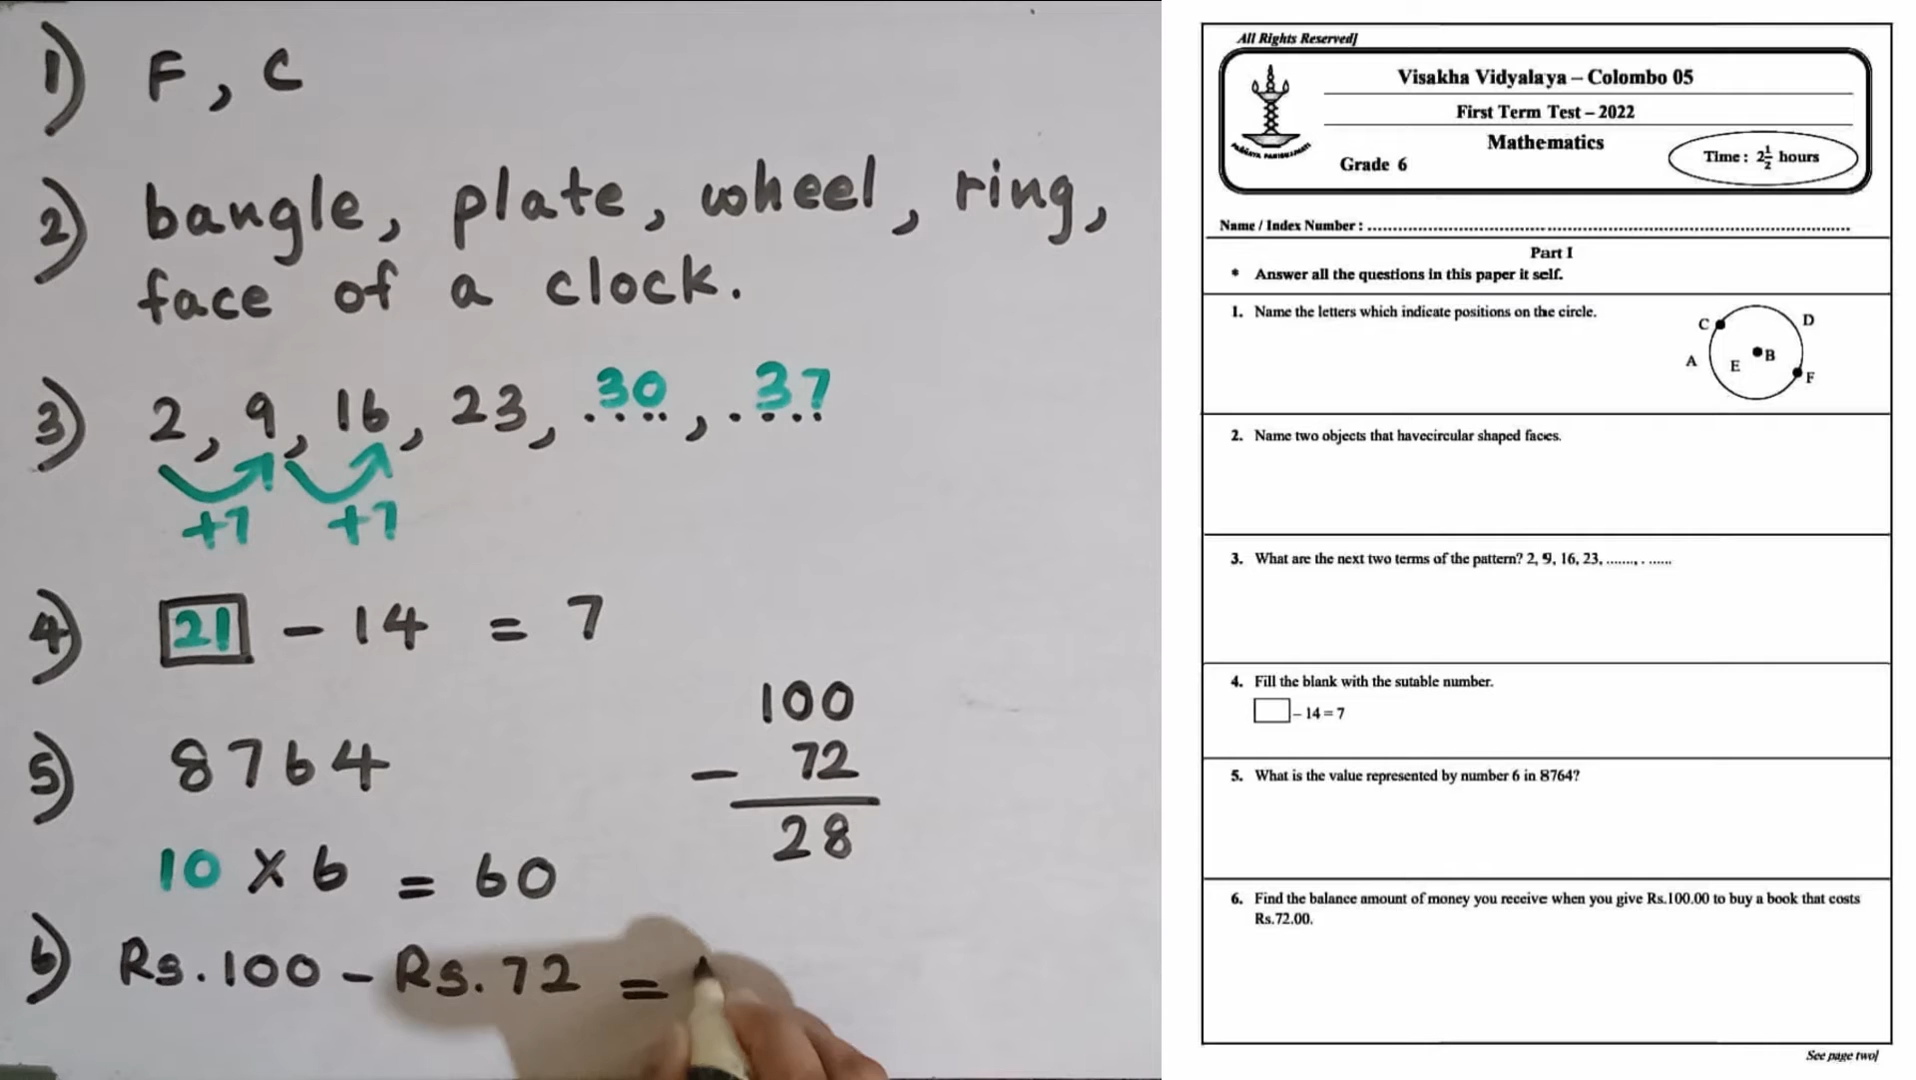 1) F, C
2) bangle, plate, wheel, ring,
face of a clock.
3) 2, 9, 16, 23, ..30.., ..37..
+7 +7
4) 21 - 14 = 7
5) 8764
10 × 6 = 60
100
- 72
28
6) Rs. 100 - Rs. 72 =
All Rights Reserved]
Visakha Vidyalaya – Colombo 05
First Term Test – 2022
Mathematics
Grade 6
Time : 2½ hours
Name / Index Number : ........................................................
Part I
* Answer all the questions in this paper it self.
1. Name the letters which indicate positions on the circle.
C D
A E B
F
2. Name two objects that havecircular shaped faces.
3. What are the next two terms of the pattern? 2, 9, 16, 23, ......., . ......
4. Fill the blank with the sutable number.
– 14 = 7
5. What is the value represented by number 6 in 8764?
6. Find the balance amount of money you receive when you give Rs.100.00 to buy a book that costs
Rs.72.00.
See page two]